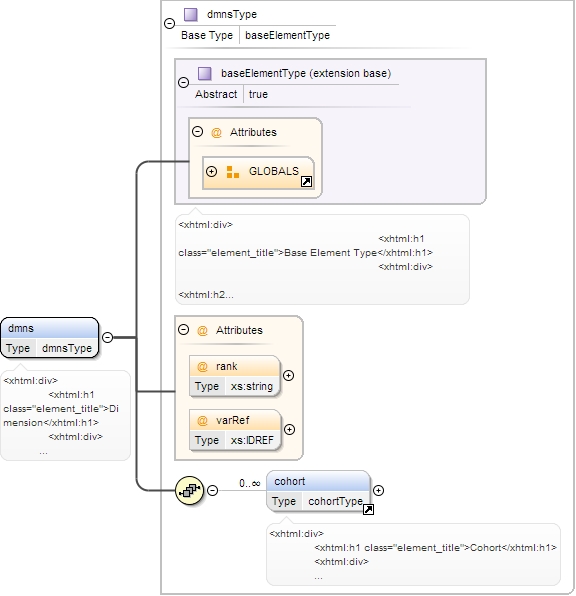 dmnsType
Base Type baseElementType
baseElementType (extension base)
Abstract true
@ Attributes
GLOBALS
<xhtml:div>
<xhtml:h1
class="element_title">Base Element Type</xhtml:h1>
<xhtml:div>
<xhtml:h2...
dmns
Type dmnsType
<xhtml:div>
<xhtml:h1
class="element_title">Di
mension</xhtml:h1>
<xhtml:div>
...
@ Attributes
@ rank
Type xs:string
@ varRef
Type xs:IDREF
0..∞
cohort
Type cohortType
<xhtml:div>
<xhtml:h1 class="element_title">Cohort</xhtml:h1>
<xhtml:div>
...